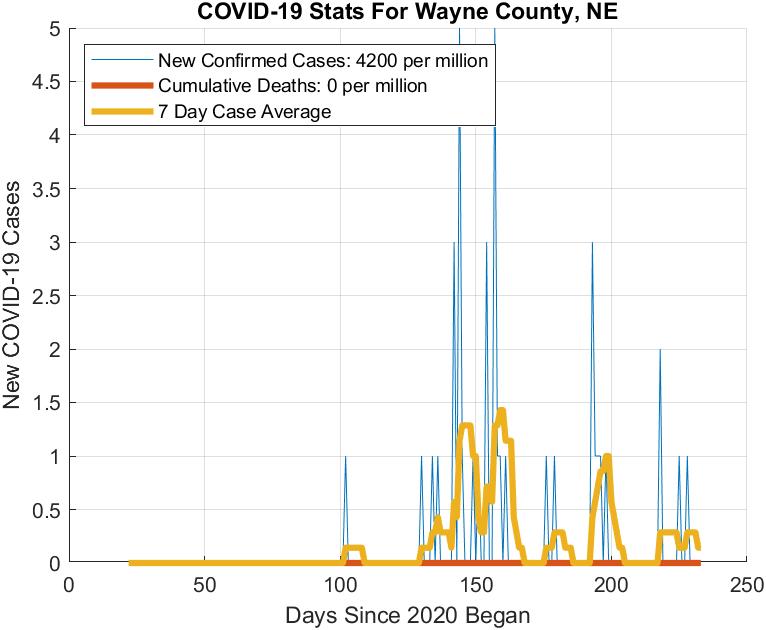 COVID-19 Stats For Wayne County, NE
New Confirmed Cases: 4200 per million
Cumulative Deaths: 0 per million
7 Day Case Average
New COVID-19 Cases
5
4.5
4
3.5
3
2.5
2
1.5
1
0.5
0
0 50 100 150 200 250
Days Since 2020 Began